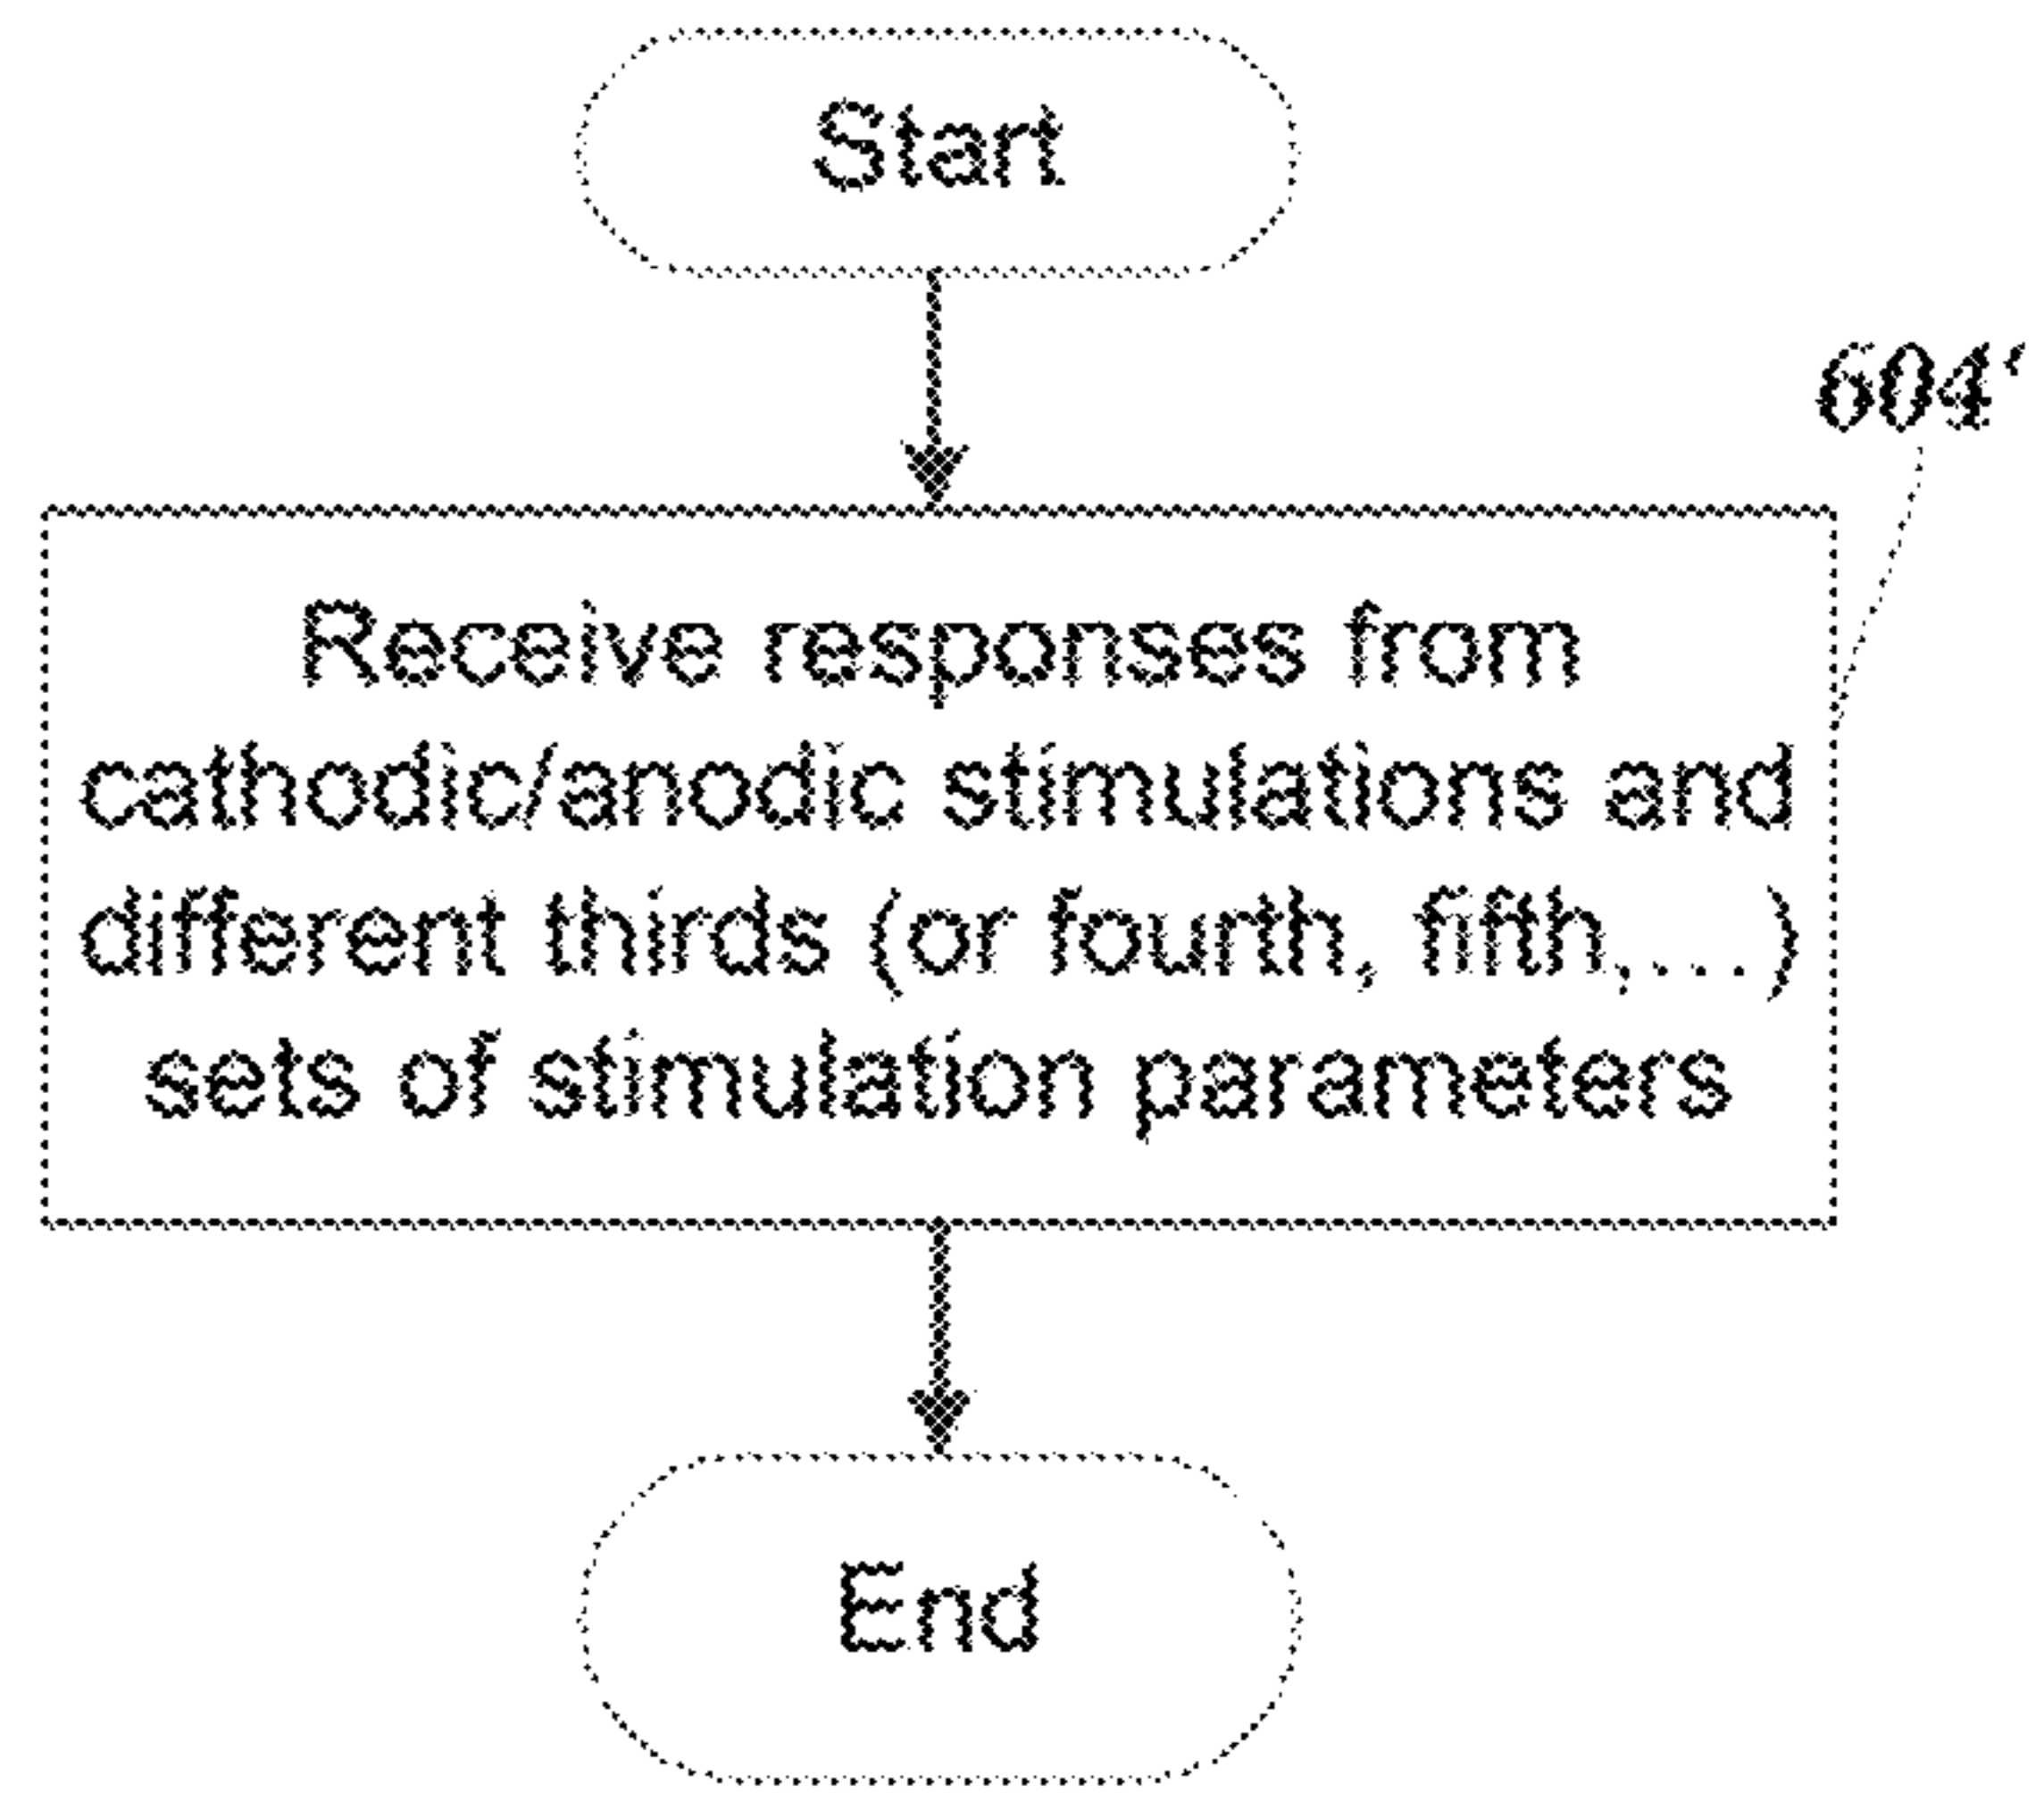 Start
604'
Receive responses from
cathodic/anodic stimulations and
different thirds (or fourth, fifth,...)
sets of stimulation parameters
End